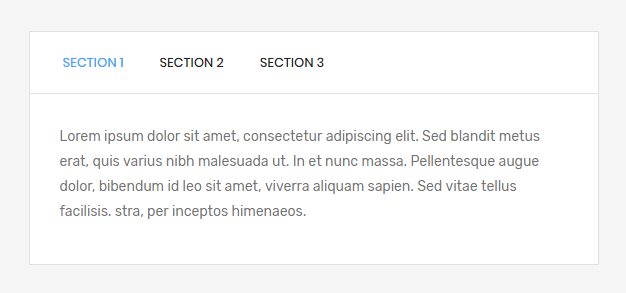 SECTION 1 SECTION 2 SECTION 3
Lorem ipsum dolor sit amet, consectetur adipiscing elit. Sed blandit metus
erat, quis varius nibh malesuada ut. In et nunc massa. Pellentesque augue
dolor, bibendum id leo sit amet, viverra aliquam sapien. Sed vitae tellus
facilisis. stra, per inceptos himenaeos.